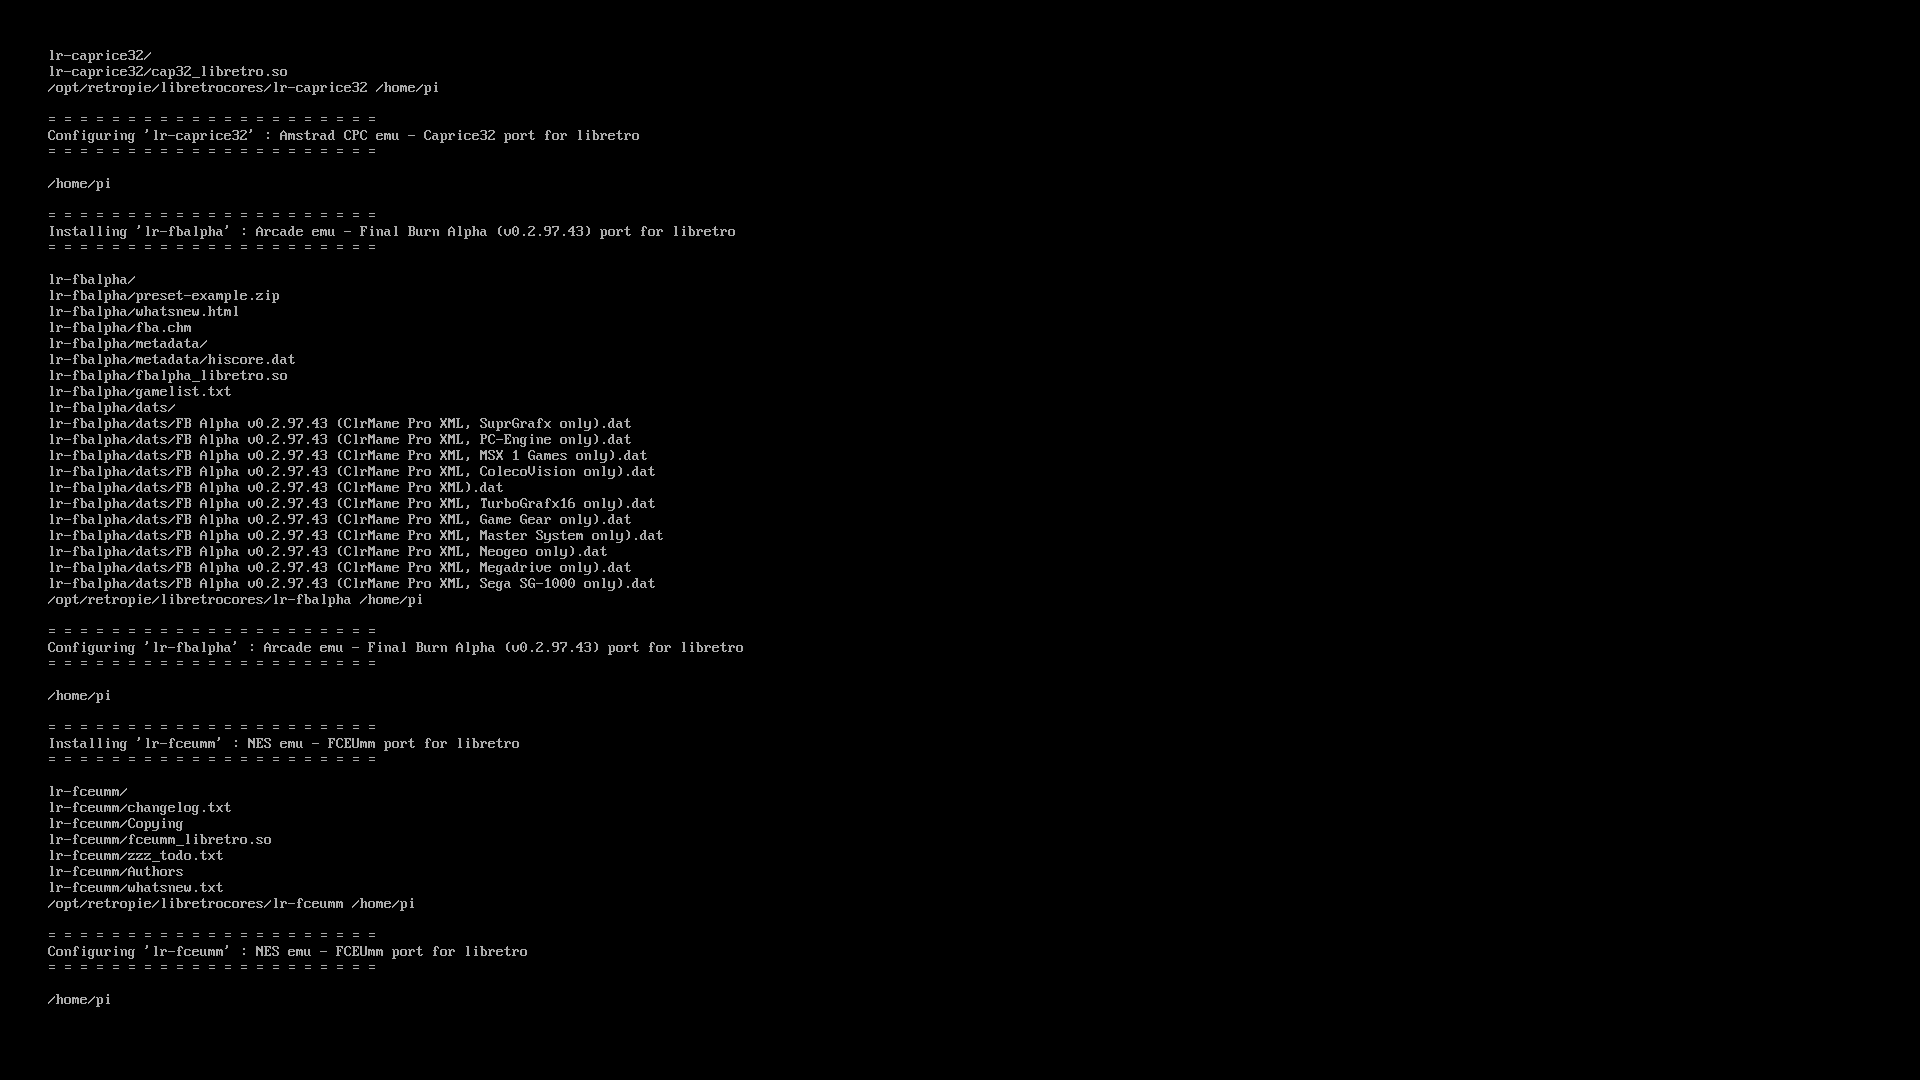 lr-caprice32/
lr-caprice32/cap32_libretro.so
/opt/retropie/libretrocores/lr-caprice32 /home/pi
= = = = = = = = = = = = = = = = = = = = =
Configuring 'lr-caprice32' : Amstrad CPC emu - Caprice32 port for libretro
= = = = = = = = = = = = = = = = = = = = =
/home/pi
= = = = = = = = = = = = = = = = = = = = =
Installing 'lr-fbalpha' : Arcade emu - Final Burn Alpha (v0.2.97.43) port for libretro
= = = = = = = = = = = = = = = = = = = = =
lr-fbalpha/
lr-fbalpha/preset-example.zip
lr-fbalpha/whatsnew.html
lr-fbalpha/fba.chm
lr-fbalpha/metadata/
lr-fbalpha/metadata/hiscore.dat
lr-fbalpha/fbalpha_libretro.so
lr-fbalpha/gamelist.txt
lr-fbalpha/dats/
lr-fbalpha/dats/FB Alpha v0.2.97.43 (ClrMame Pro XML, SuprGrafx only).dat
lr-fbalpha/dats/FB Alpha v0.2.97.43 (ClrMame Pro XML, PC-Engine only).dat
lr-fbalpha/dats/FB Alpha v0.2.97.43 (ClrMame Pro XML, MSX 1 Games only).dat
lr-fbalpha/dats/FB Alpha v0.2.97.43 (ClrMame Pro XML, ColecoVision only).dat
lr-fbalpha/dats/FB Alpha v0.2.97.43 (ClrMame Pro XML).dat
lr-fbalpha/dats/FB Alpha v0.2.97.43 (ClrMame Pro XML, TurboGrafx16 only).dat
lr-fbalpha/dats/FB Alpha v0.2.97.43 (ClrMame Pro XML, Game Gear only).dat
lr-fbalpha/dats/FB Alpha v0.2.97.43 (ClrMame Pro XML, Master System only).dat
lr-fbalpha/dats/FB Alpha v0.2.97.43 (ClrMame Pro XML, Neogeo only).dat
lr-fbalpha/dats/FB Alpha v0.2.97.43 (ClrMame Pro XML, Megadrive only).dat
lr-fbalpha/dats/FB Alpha v0.2.97.43 (ClrMame Pro XML, Sega SG-1000 only).dat
/opt/retropie/libretrocores/lr-fbalpha /home/pi
= = = = = = = = = = = = = = = = = = = = =
Configuring 'lr-fbalpha' : Arcade emu - Final Burn Alpha (v0.2.97.43) port for libretro
= = = = = = = = = = = = = = = = = = = = =
/home/pi
= = = = = = = = = = = = = = = = = = = = =
Installing 'lr-fceumm' : NES emu - FCEUmm port for libretro
= = = = = = = = = = = = = = = = = = = = =
lr-fceumm/
lr-fceumm/changelog.txt
lr-fceumm/Copying
lr-fceumm/fceumm_libretro.so
lr-fceumm/zzz_todo.txt
lr-fceumm/Authors
lr-fceumm/whatsnew.txt
/opt/retropie/libretrocores/lr-fceumm /home/pi
= = = = = = = = = = = = = = = = = = = = =
Configuring 'lr-fceumm' : NES emu - FCEUmm port for libretro
= = = = = = = = = = = = = = = = = = = = =
/home/pi